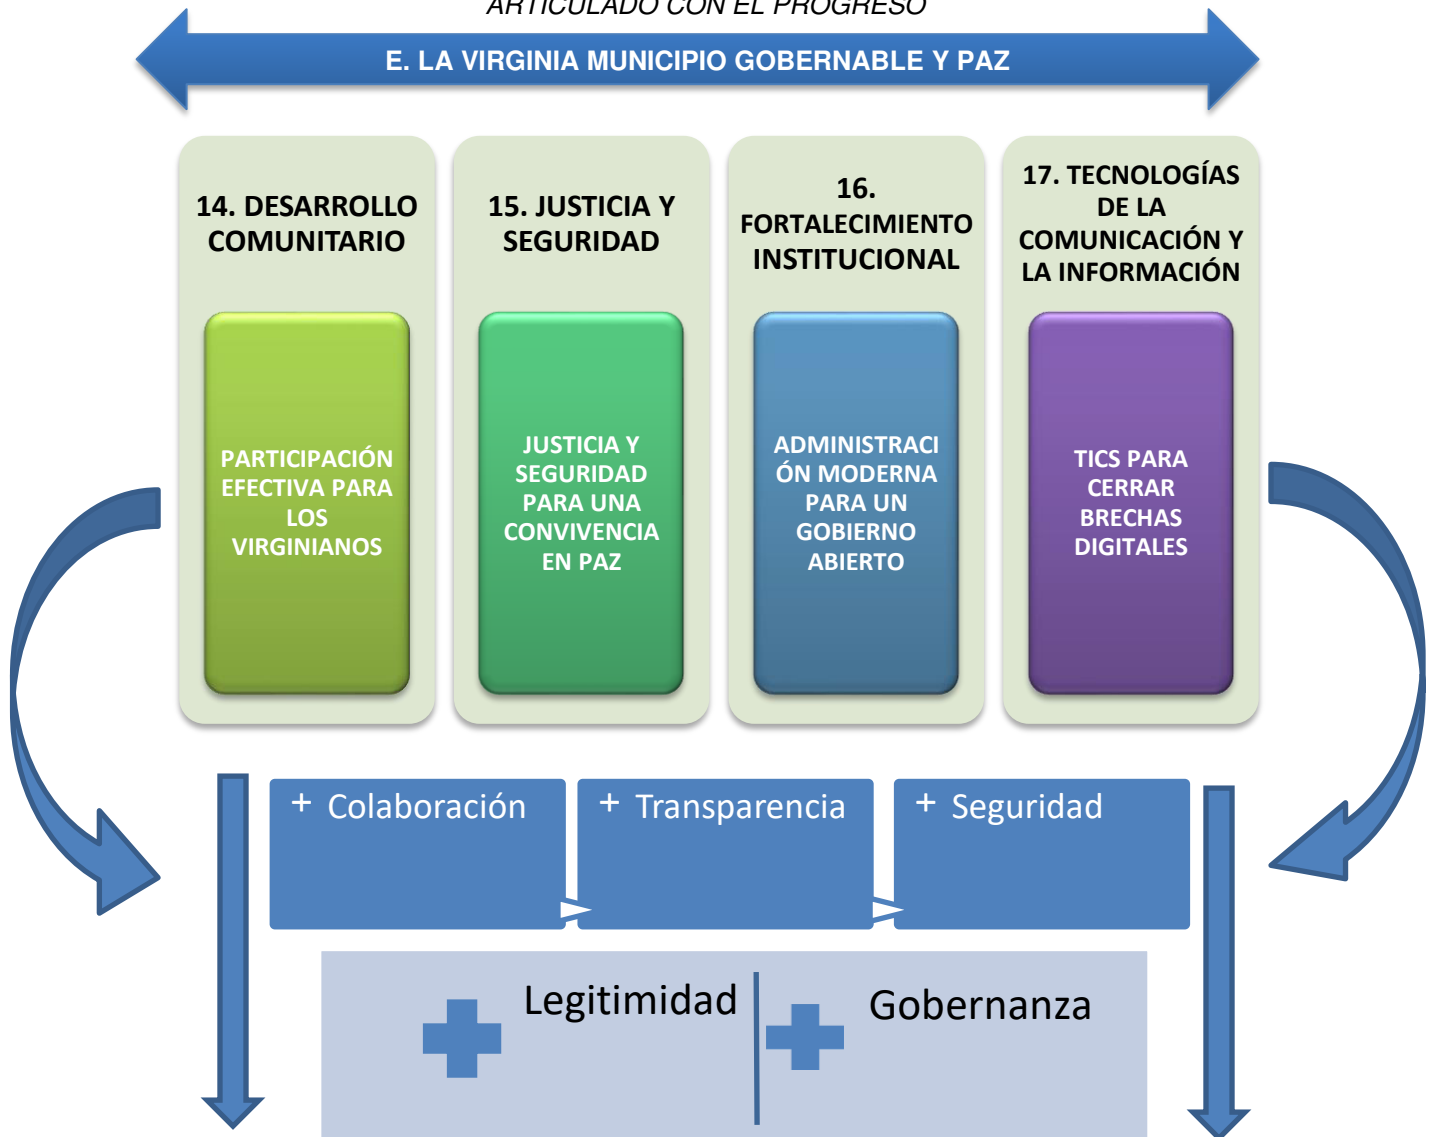 ARTICULADO CON EL PROGRESO
E. LA VIRGINIA MUNICIPIO GOBERNABLE Y PAZ
14. DESARROLLO
COMUNITARIO
PARTICIPACIÓN
EFECTIVA PARA
LOS
VIRGINIANOS
15. JUSTICIA Y
SEGURIDAD
JUSTICIA Y
SEGURIDAD
PARA UNA
CONVIVENCIA
EN PAZ
16.
FORTALECIMIENTO
INSTITUCIONAL
ADMINISTRACI
ÓN MODERNA
PARA UN
GOBIERNO
ABIERTO
17. TECNOLOGÍAS
DE LA
COMUNICACIÓN Y
LA INFORMACIÓN
TICS PARA
CERRAR
BRECHAS
DIGITALES
+ Colaboración
+ Transparencia
+ Seguridad
Legitimidad
Gobernanza